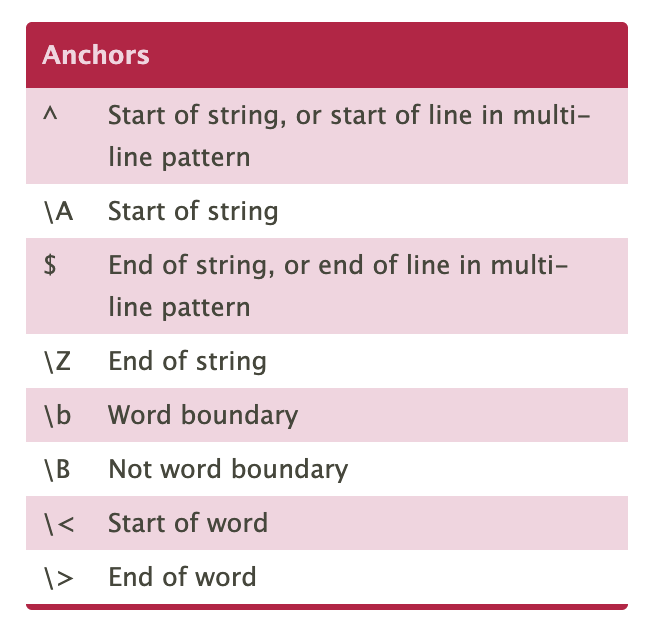 Anchors
^ Start of string, or start of line in multi-
line pattern
\A Start of string
$ End of string, or end of line in multi-
line pattern
\Z End of string
\b Word boundary
\B Not word boundary
\< Start of word
\> End of word